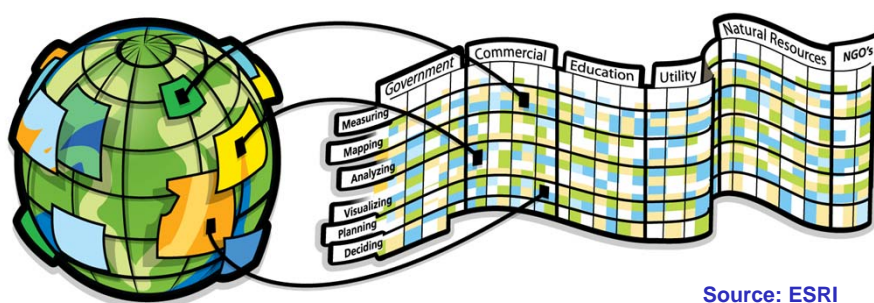 Government
Commercial
Education
Utility
Natural Resources
NGO's
Measuring
Mapping
Analyzing
Visualizing
Planning
Deciding
Source: ESRI